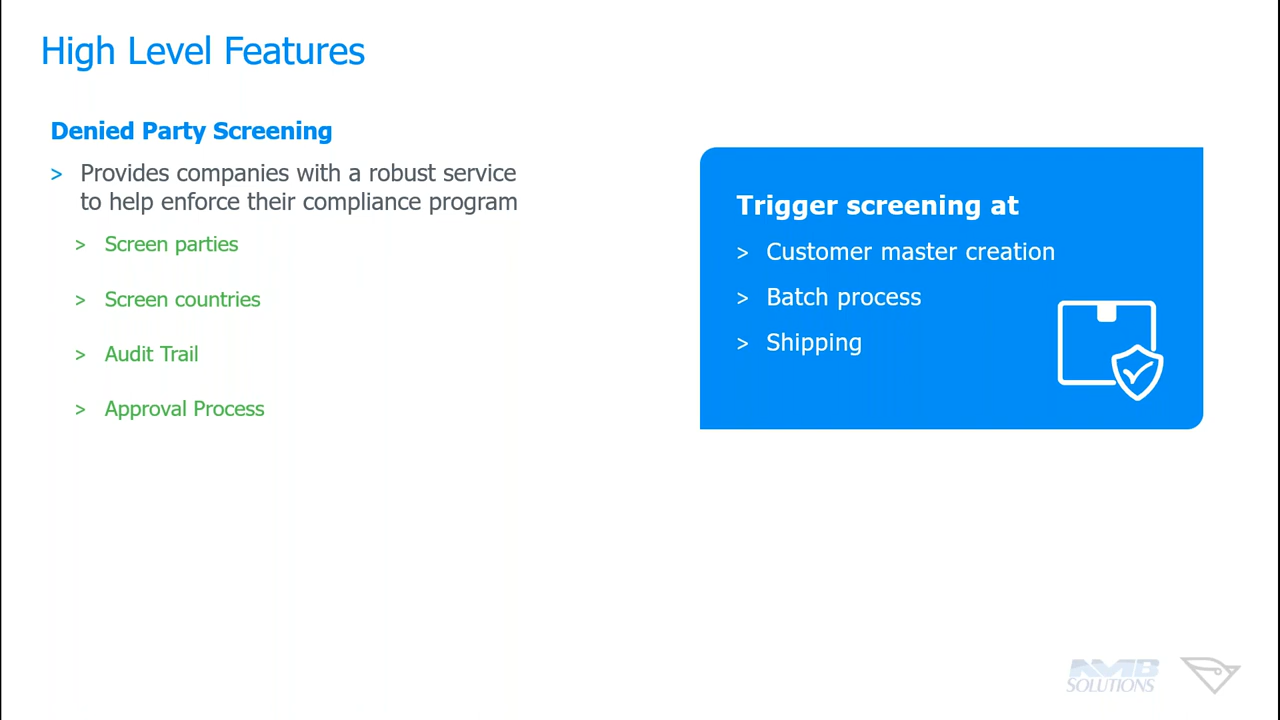 High Level Features
Denied Party Screening
> Provides companies with a robust service
to help enforce their compliance program
> Screen parties
> Screen countries
> Audit Trail
> Approval Process
Trigger screening at
> Customer master creation
> Batch process
> Shipping
NMB
SOLUTIONS